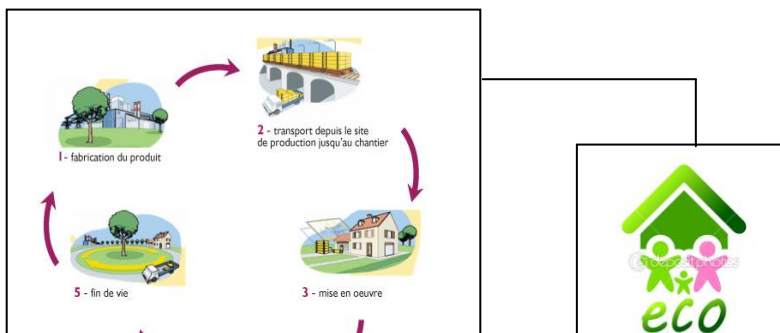 1 - fabrication du produit
2 - transport depuis le site
de production jusqu'au chantier
3 - mise en oeuvre
5 - fin de vie
depositphotos
eco